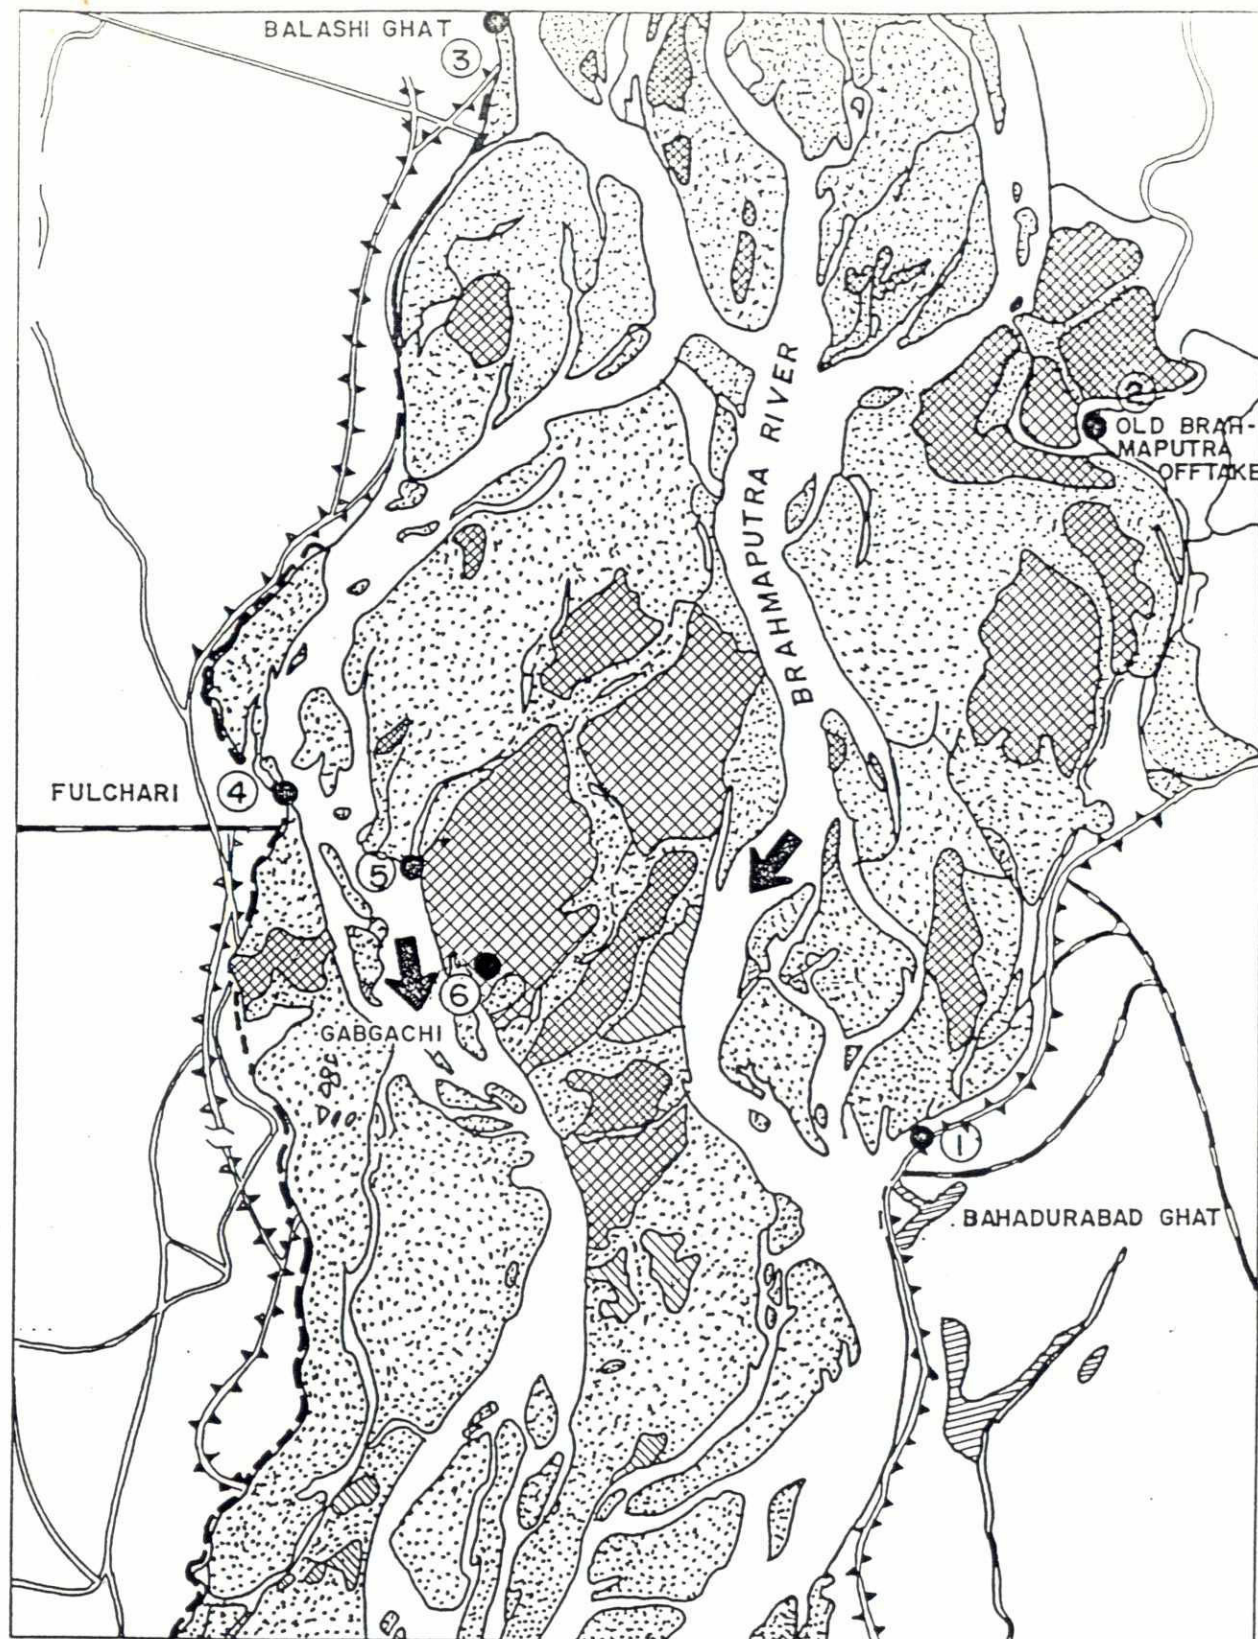 BALASHI GHAT
3
BRAHMAPUTRA RIVER
2
OLD BRAH-
MAPUTRA
OFFTAKE
FULCHARI
4
5
6
GABGACHI
1
BAHADURABAD GHAT